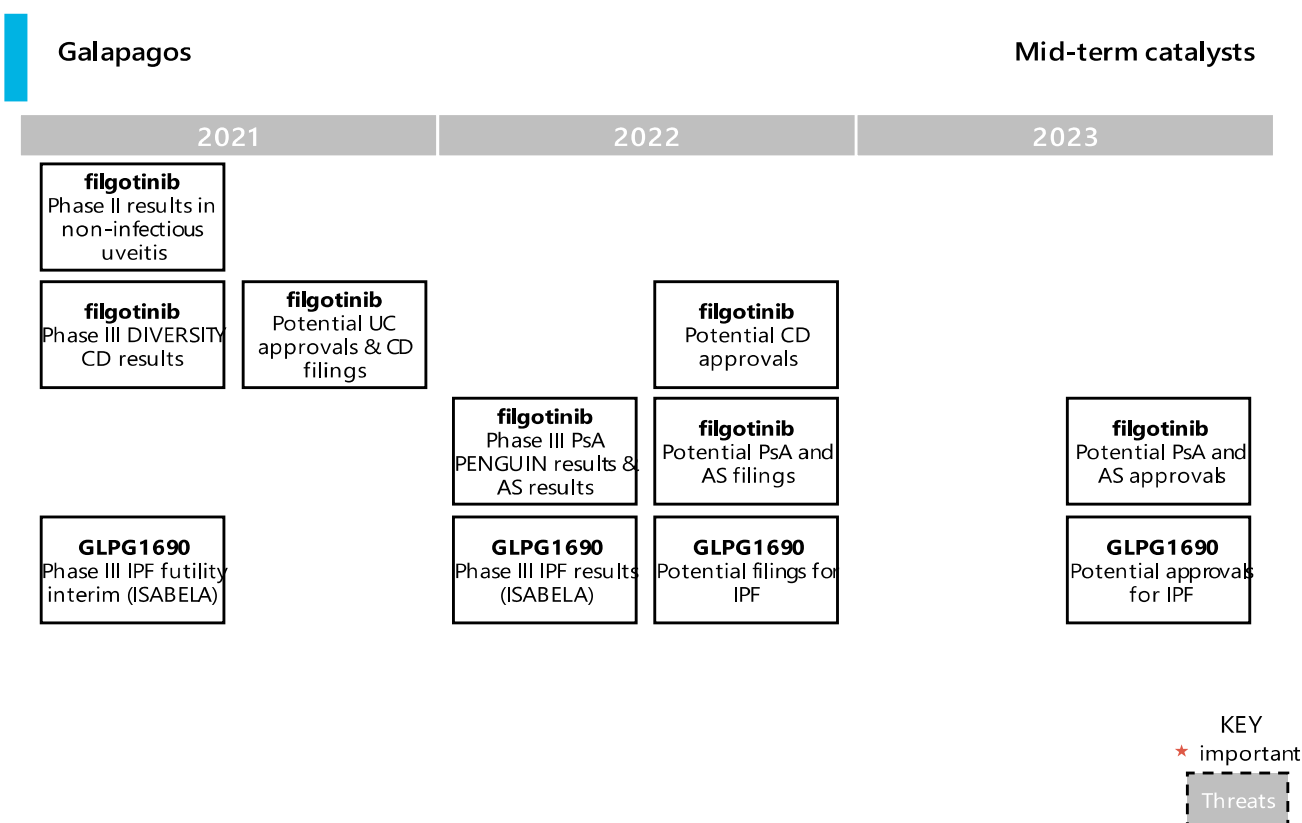 Galapagos
Mid-term catalysts
2021
2022
2023
filgotinib
Phase II results in
non-infectious
uveitis
filgotinib
Phase III DIVERSITY
CD results
filgotinib
Potential UC
approvals & CD
filings
filgotinib
Potential CD
approvals
filgotinib
Phase III PsA
PENGUIN results &
AS results
filgotinib
Potential PsA and
AS filings
filgotinib
Potential PsA and
AS approvals
GLPG1690
Phase III IPF futility
interim (ISABELA)
GLPG1690
Phase III IPF results
(ISABELA)
GLPG1690
Potential filings for
IPF
GLPG1690
Potential approvals
for IPF
KEY
★ important
Threats